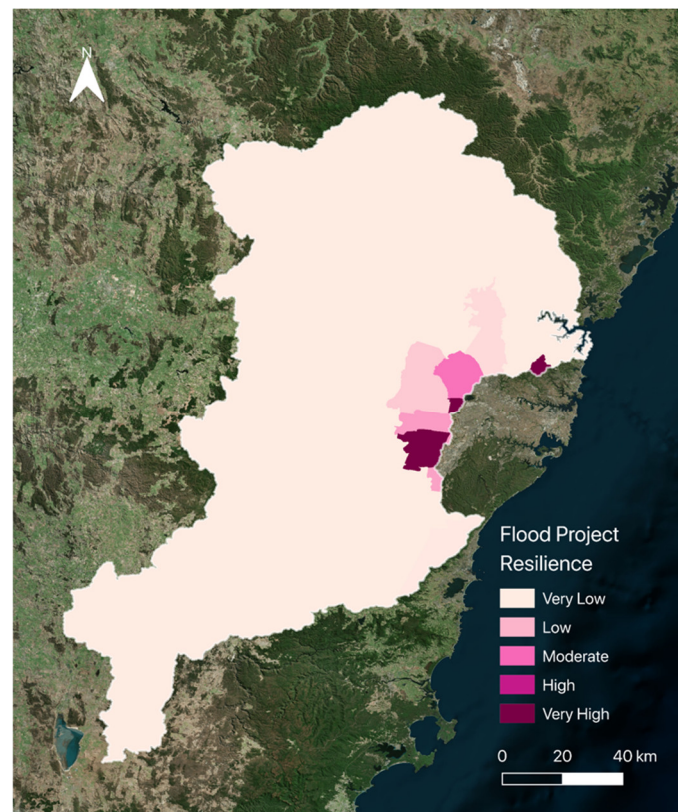 N
Flood Project
Resilience
Very Low
Low
Moderate
High
Very High
0 20 40 km